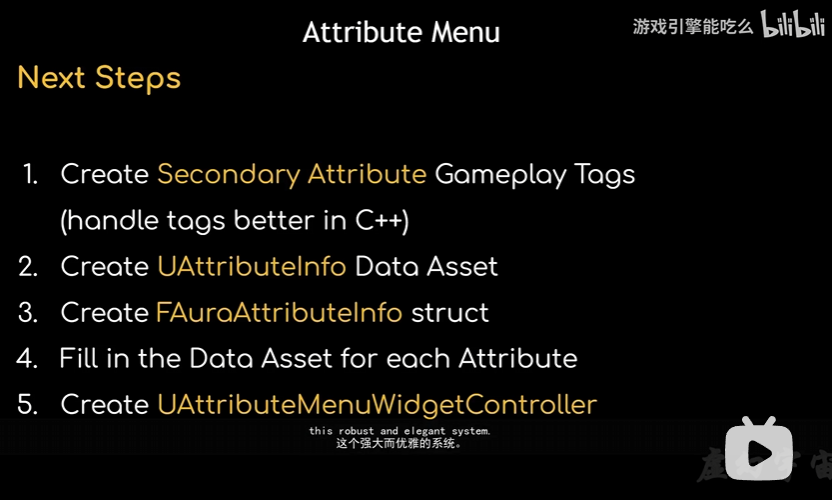 Attribute Menu
游戏引擎能吃么 bilibili
Next Steps
1. Create Secondary Attribute Gameplay Tags
(handle tags better in C++)
2. Create UAttributeInfo Data Asset
3. Create FAuraAttributeInfo struct
4. Fill in the Data Asset for each Attribute
5. Create UAttributeMenuWidgetController
this robust and elegant system.
这个强大而优雅的系统。